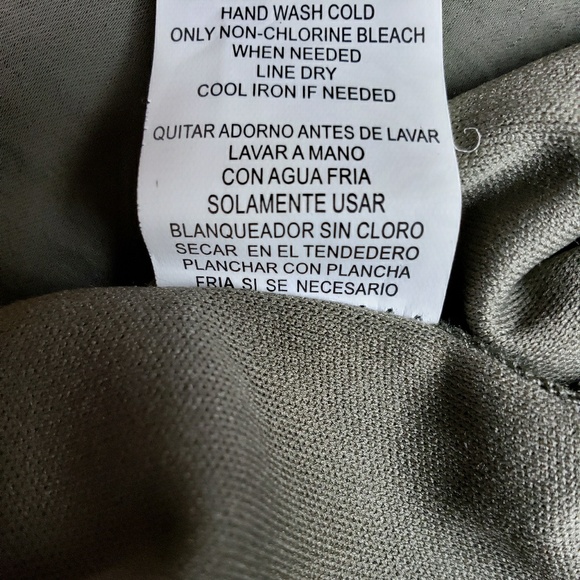 HAND WASH COLD
ONLY NON-CHLORINE BLEACH
WHEN NEEDED
LINE DRY
COOL IRON IF NEEDED
QUITAR ADORNO ANTES DE LAVAR
LAVAR A MANO
CON AGUA FRIA
SOLAMENTE USAR
BLANQUEADOR SIN CLORO
SECAR EN EL TENDEDERO
PLANCHAR CON PLANCHA
FRIA SI SE NECESARIO